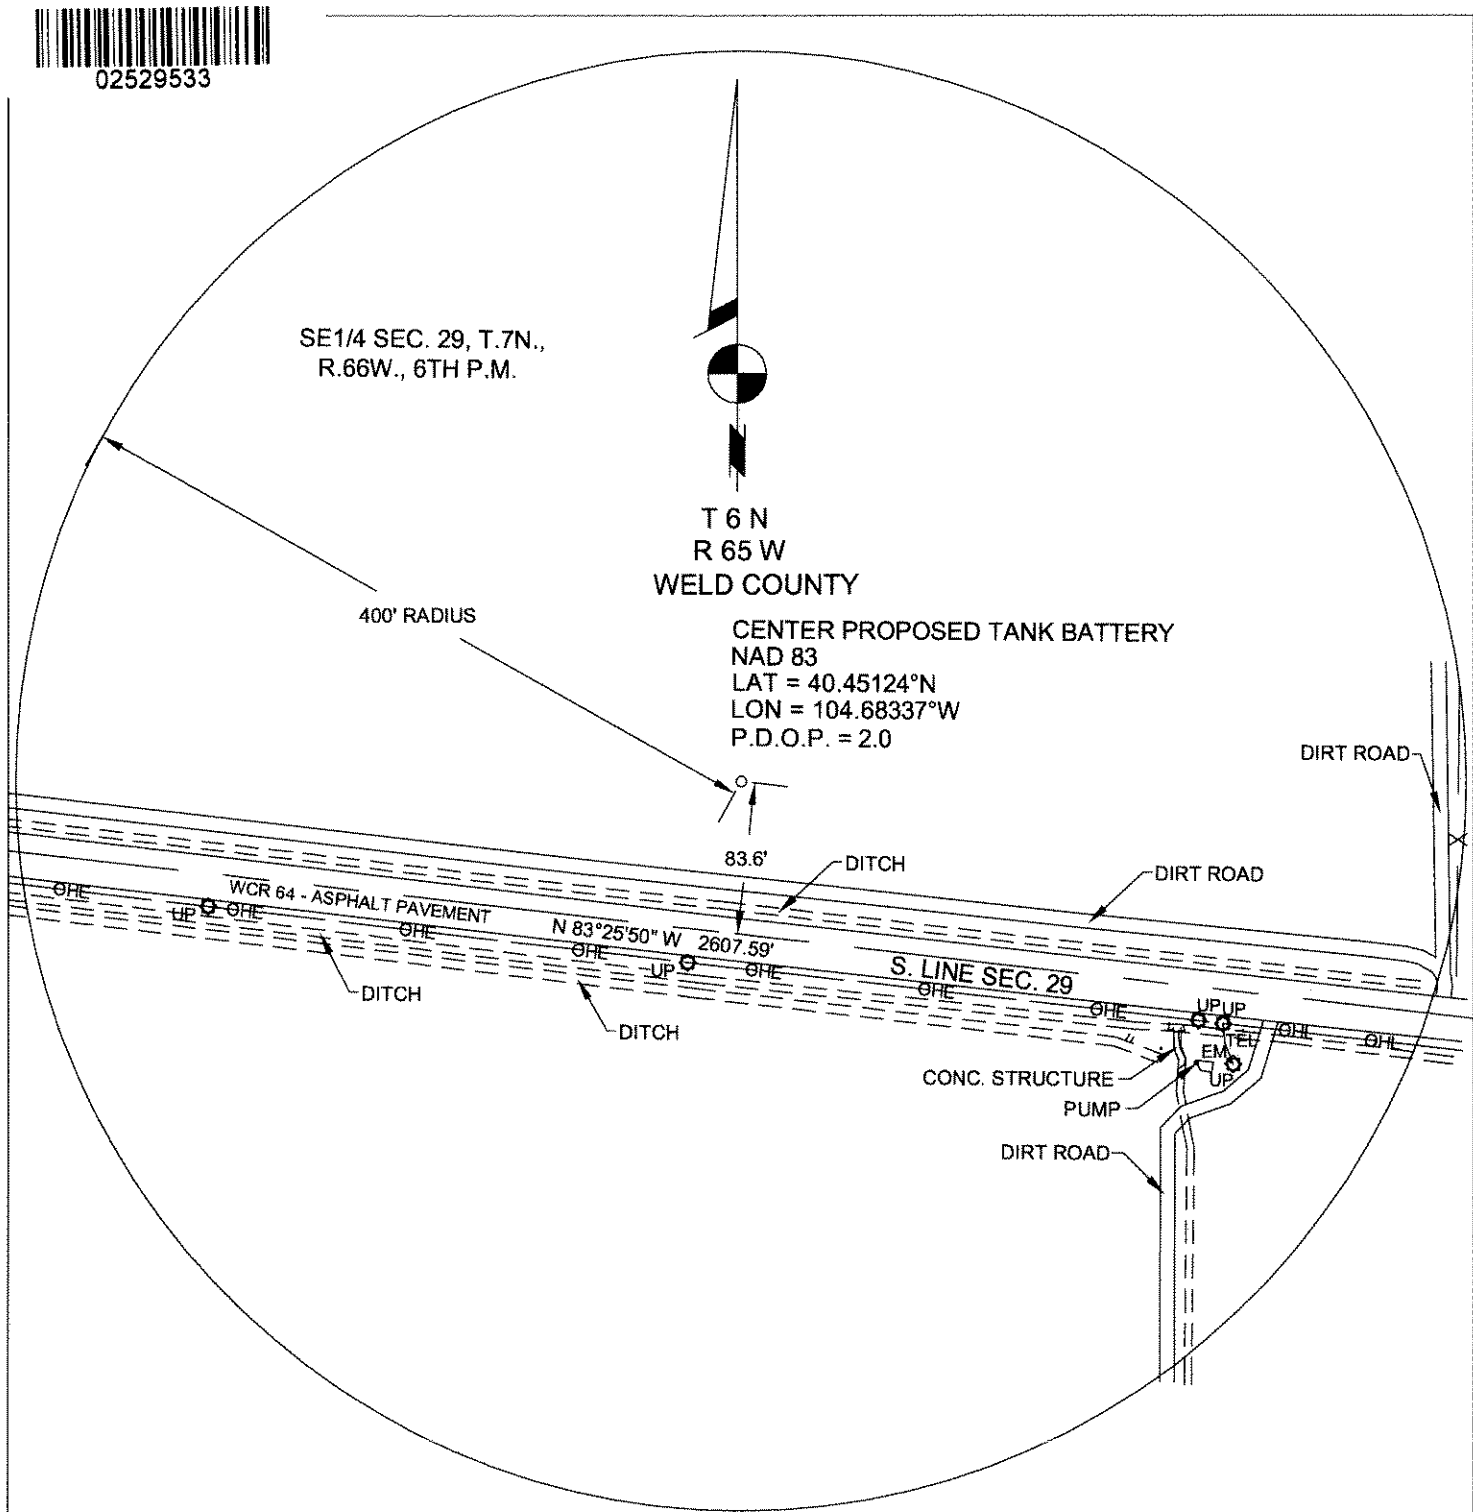 02529533
SE1/4 SEC. 29, T.7N.,
R.66W., 6TH P.M.
T 6 N
R 65 W
WELD COUNTY
400' RADIUS
CENTER PROPOSED TANK BATTERY
NAD 83
LAT = 40.45124°N
LON = 104.68337°W
P.D.O.P. = 2.0
DIRT ROAD
83.6'
DITCH
DIRT ROAD
OHE
WCR 64 - ASPHALT PAVEMENT
UP
OHE
OHE
N 83°25'50" W 2607.59'
OHE
UP
OHE
S. LINE SEC. 29
OHE
DITCH
DITCH
OHE
UP
UP
OHL
OHL
TEL
EM
UP
CONC. STRUCTURE
PUMP
DIRT ROAD